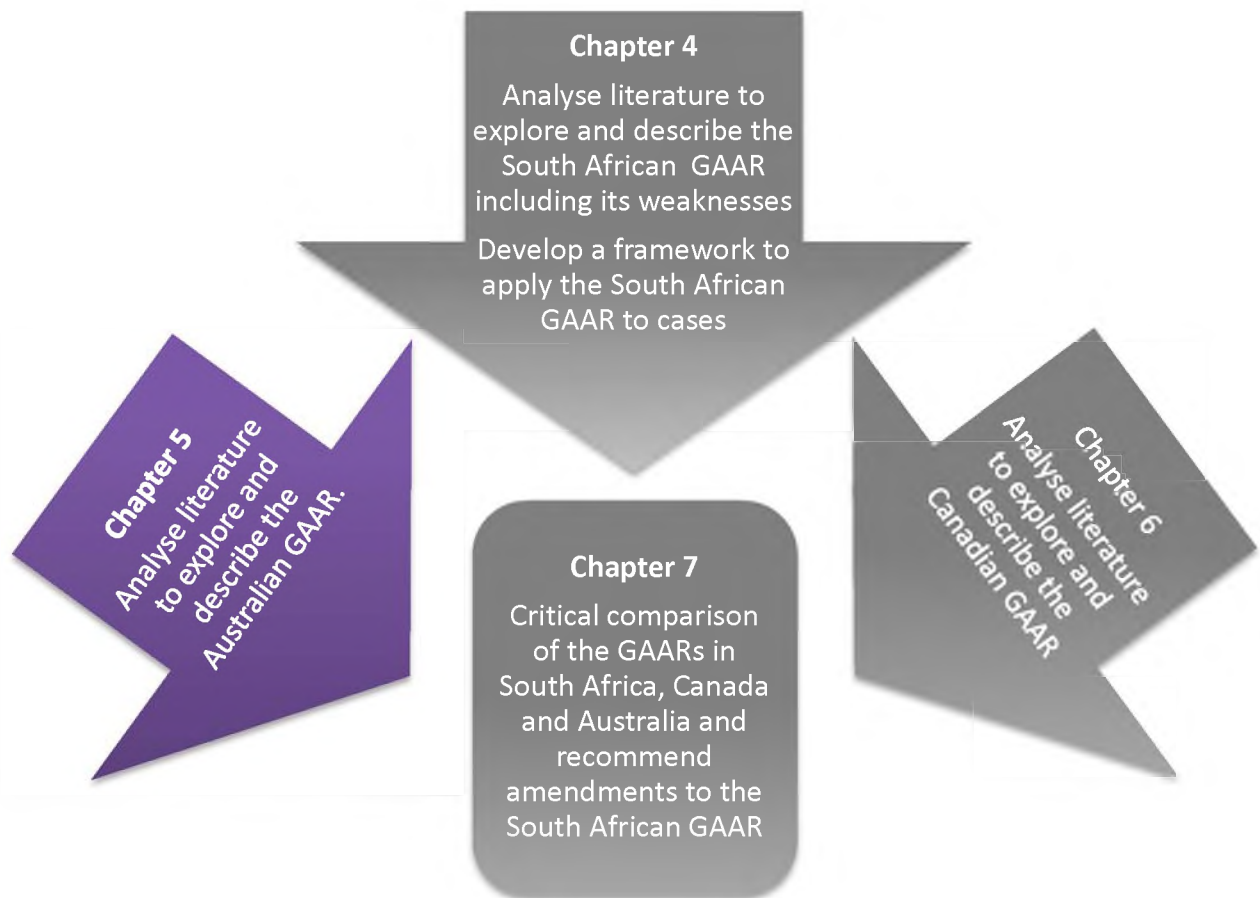 Chapter 4
Analyse literature to
explore and describe the
South African GAAR
including its weaknesses
Develop a framework to
apply the South African
GAAR to cases
Chapter 5
Analyse literature
to explore and
describe the
Australian GAAR.
Chapter 6
Analyse literature
to explore and
describe the
Canadian GAAR
Chapter 7
Critical comparison
of the GAARs in
South Africa, Canada
and Australia and
recommend
amendments to the
South African GAAR